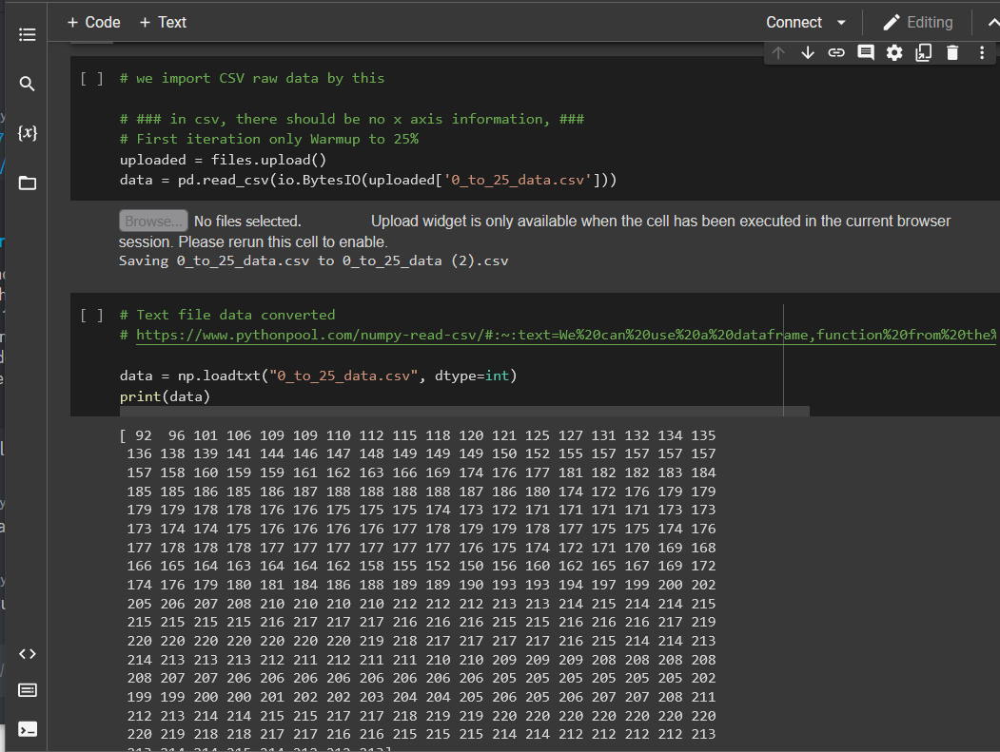 + Code + Text Connect Editing
[ ] # we import CSV raw data by this
# ### in csv, there should be no x axis information, ###
# First iteration only Warmup to 25%
uploaded = files.upload()
data = pd.read_csv(io.BytesIO(uploaded['0_to_25_data.csv']))
Browse... No files selected. Upload widget is only available when the cell has been executed in the current browser
session. Please rerun this cell to enable.
Saving 0_to_25_data.csv to 0_to_25_data (2).csv
[ ] # Text file data converted
# https://www.pythonpool.com/numpy-read-csv/#:~:text=We%20can%20use%20a%20dataframe,function%20from%20the%
data = np.loadtxt("0_to_25_data.csv", dtype=int)
print(data)
[ 92 96 101 106 109 109 110 112 115 118 120 121 125 127 131 132 134 135
136 138 139 141 144 146 147 148 149 149 149 150 152 155 157 157 157 157
157 158 160 159 159 161 162 163 166 169 174 176 177 181 182 182 183 184
185 185 186 185 186 187 188 188 188 188 187 186 180 174 172 176 179 179
179 179 178 178 176 176 175 175 175 174 173 172 171 171 171 171 173 173
173 174 174 175 176 176 176 176 177 178 179 179 178 177 175 175 174 176
177 178 178 178 177 177 177 177 177 177 176 175 174 172 171 170 169 168
166 165 164 163 164 164 162 158 155 152 150 156 160 162 165 167 169 172
174 176 179 180 181 184 186 188 189 189 190 193 193 194 197 199 200 202
205 206 207 208 210 210 210 210 212 212 212 213 213 214 215 214 214 215
215 215 215 215 216 217 217 217 216 216 216 215 215 216 216 216 217 219
220 220 220 220 220 220 220 219 218 217 217 217 217 216 215 214 214 213
214 213 213 213 212 211 212 211 211 210 210 209 209 209 208 208 208 208
208 207 207 206 206 206 206 206 206 206 206 205 205 205 205 205 205 202
199 199 200 200 201 202 202 203 204 204 205 206 205 206 207 207 208 211
212 213 214 214 215 215 217 217 218 219 219 220 220 220 220 220 220 220
220 219 218 218 217 217 216 216 215 215 215 214 214 212 212 212 212 213
213 214 214 215 214 212 212 213]